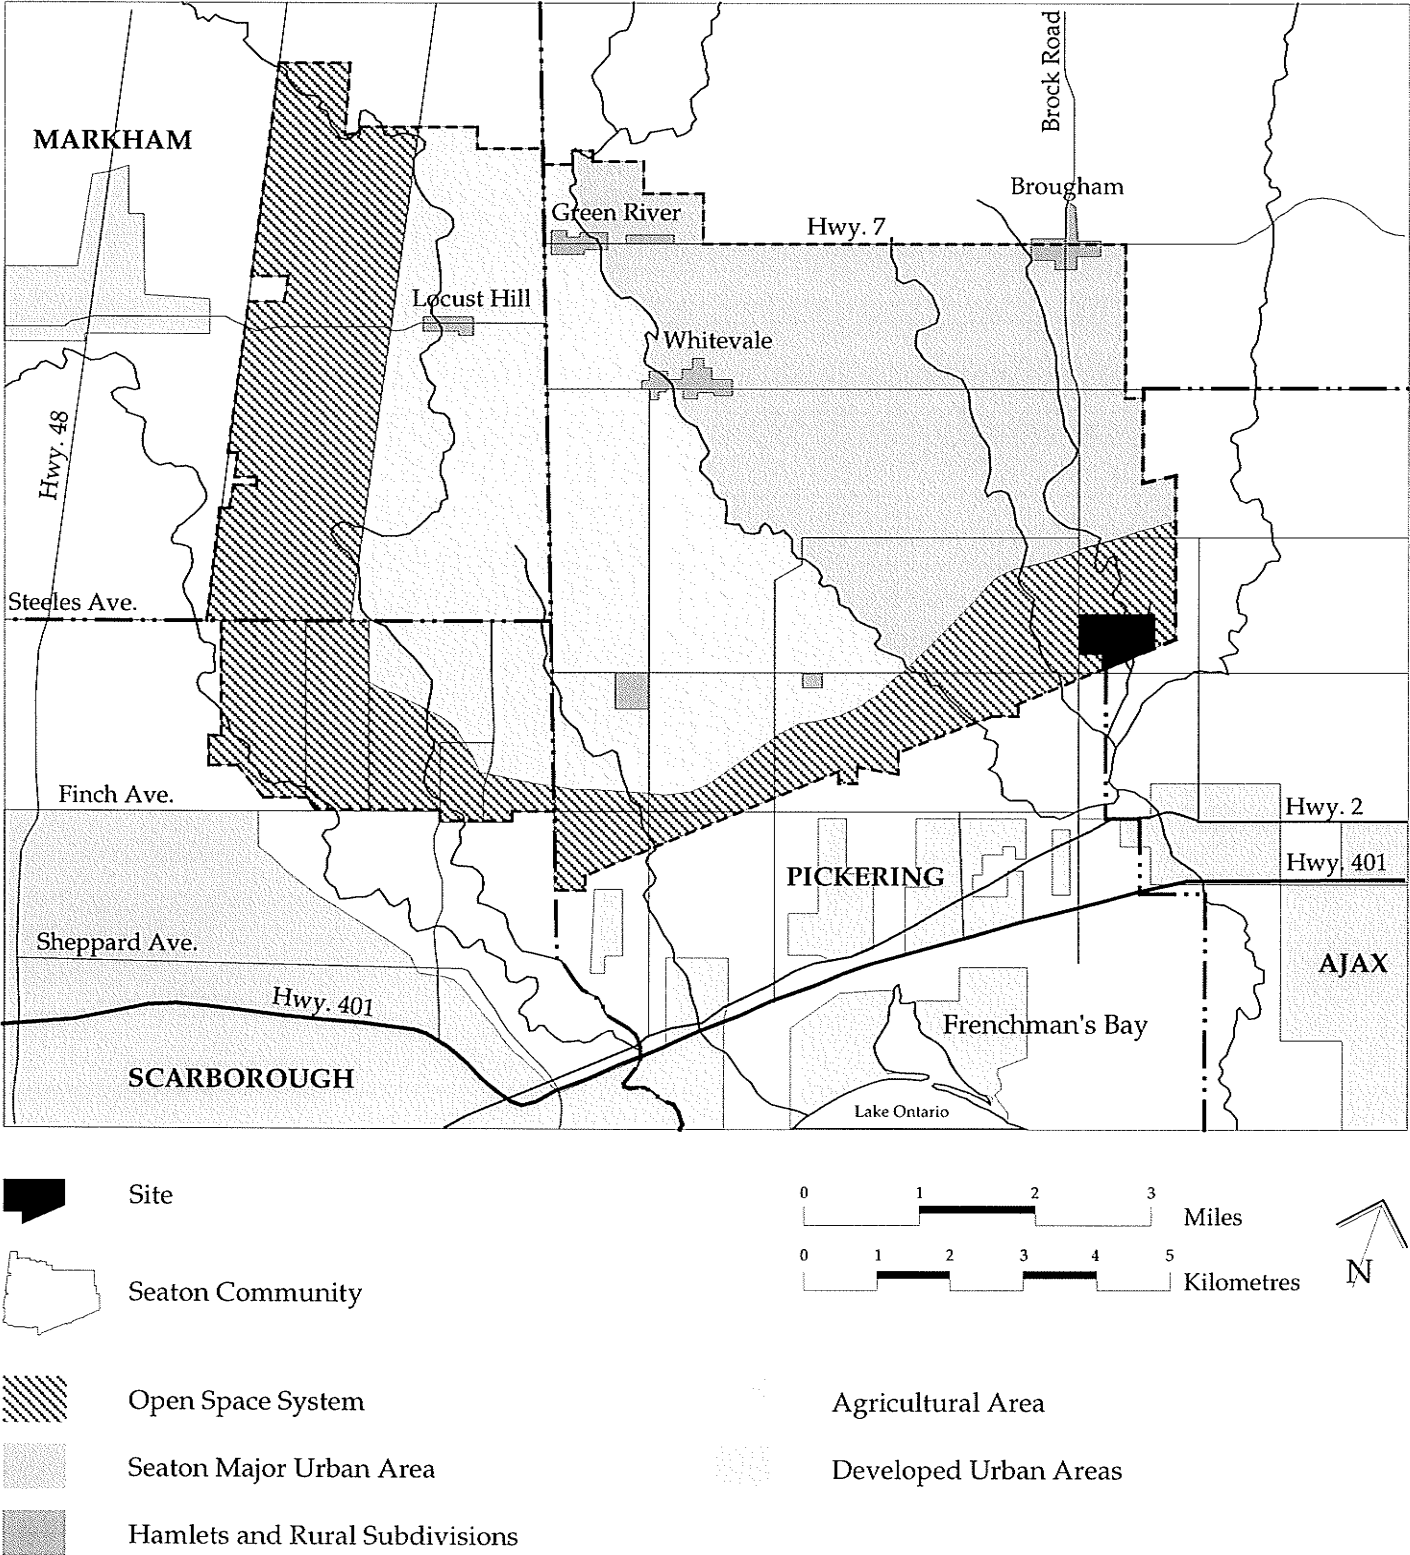 Brock Road
MARKHAM
Brougham
Green River
Hwy. 7
Locust Hill
Whitevale
Hwy. 48
Steeles Ave.
Finch Ave.
Hwy. 2
Hwy. 401
PICKERING
Sheppard Ave.
AJAX
Hwy. 401
Frenchman's Bay
SCARBOROUGH
Lake Ontario
Site
0 1 2 3
Miles
0 1 2 3 4 5
Kilometres
N
Seaton Community
Open Space System
Agricultural Area
Seaton Major Urban Area
Developed Urban Areas
Hamlets and Rural Subdivisions